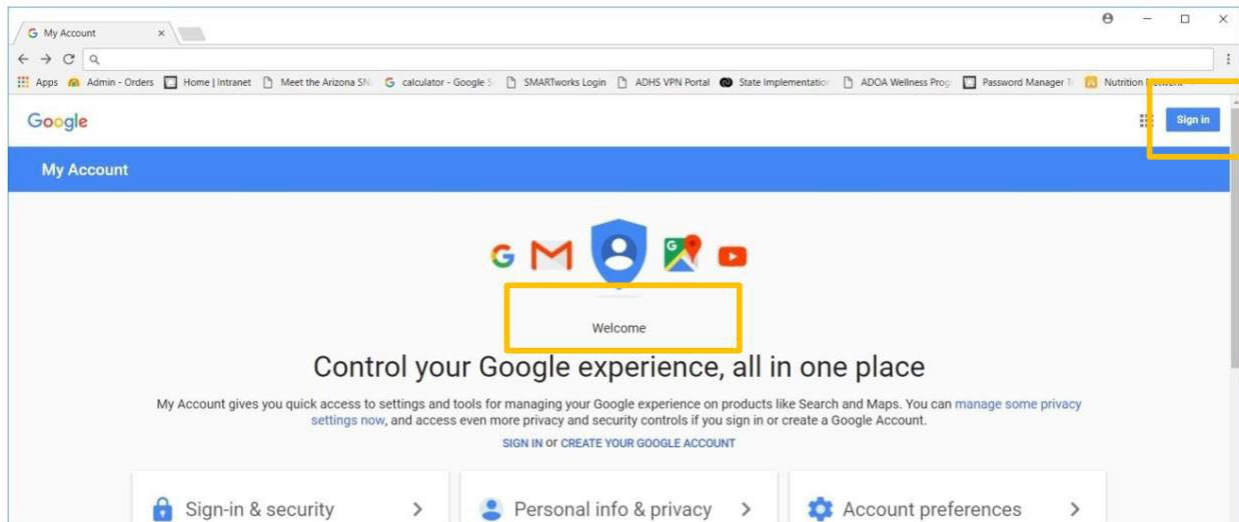 My Account
Apps Admin - Orders Home | Intranet Meet the Arizona SN calculator - Google S SMARTworks Login ADHS VPN Portal State Implementation ADOA Wellness Prog Password Manager T Nutrition
Google
Sign in
My Account
Welcome
Control your Google experience, all in one place
My Account gives you quick access to settings and tools for managing your Google experience on products like Search and Maps. You can manage some privacy
settings now, and access even more privacy and security controls if you sign in or create a Google Account.
SIGN IN or CREATE YOUR GOOGLE ACCOUNT
Sign-in & security Personal info & privacy Account preferences